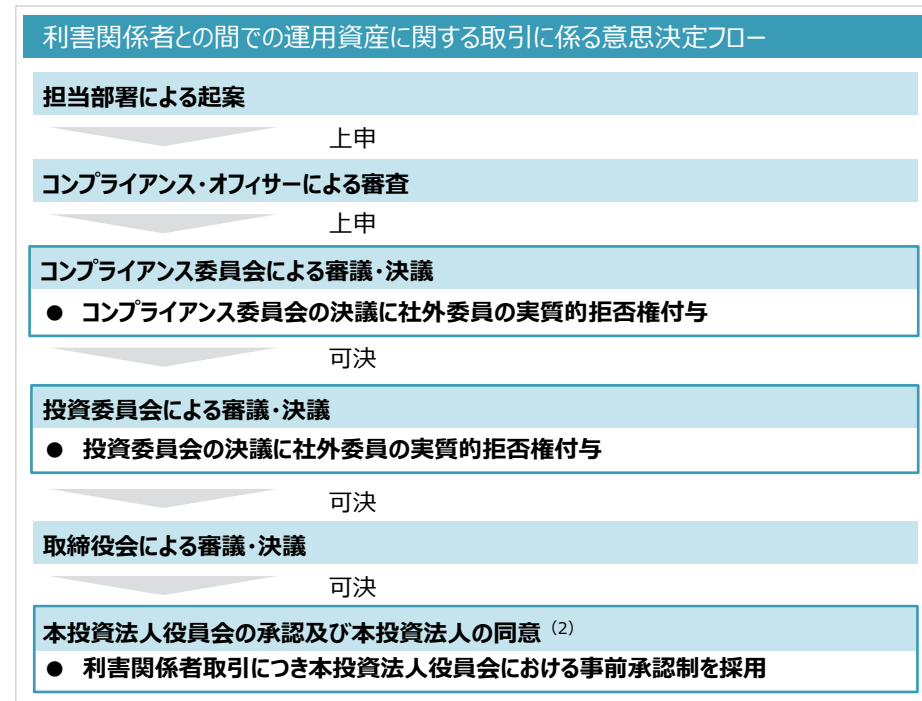 利害関係者との間での運用資産に関する取引に係る意思決定フロー
担当部署による起案
上申
コンプライアンス・オフィサーによる審査
上申
コンプライアンス委員会による審議・決議
● コンプライアンス委員会の決議に社外委員の実質的拒否権付与
可決
投資委員会による審議・決議
● 投資委員会の決議に社外委員の実質的拒否権付与
可決
取締役会による審議・決議
可決
本投資法人役員会の承認及び本投資法人の同意 (2)
● 利害関係者取引につき本投資法人役員会における事前承認制を採用